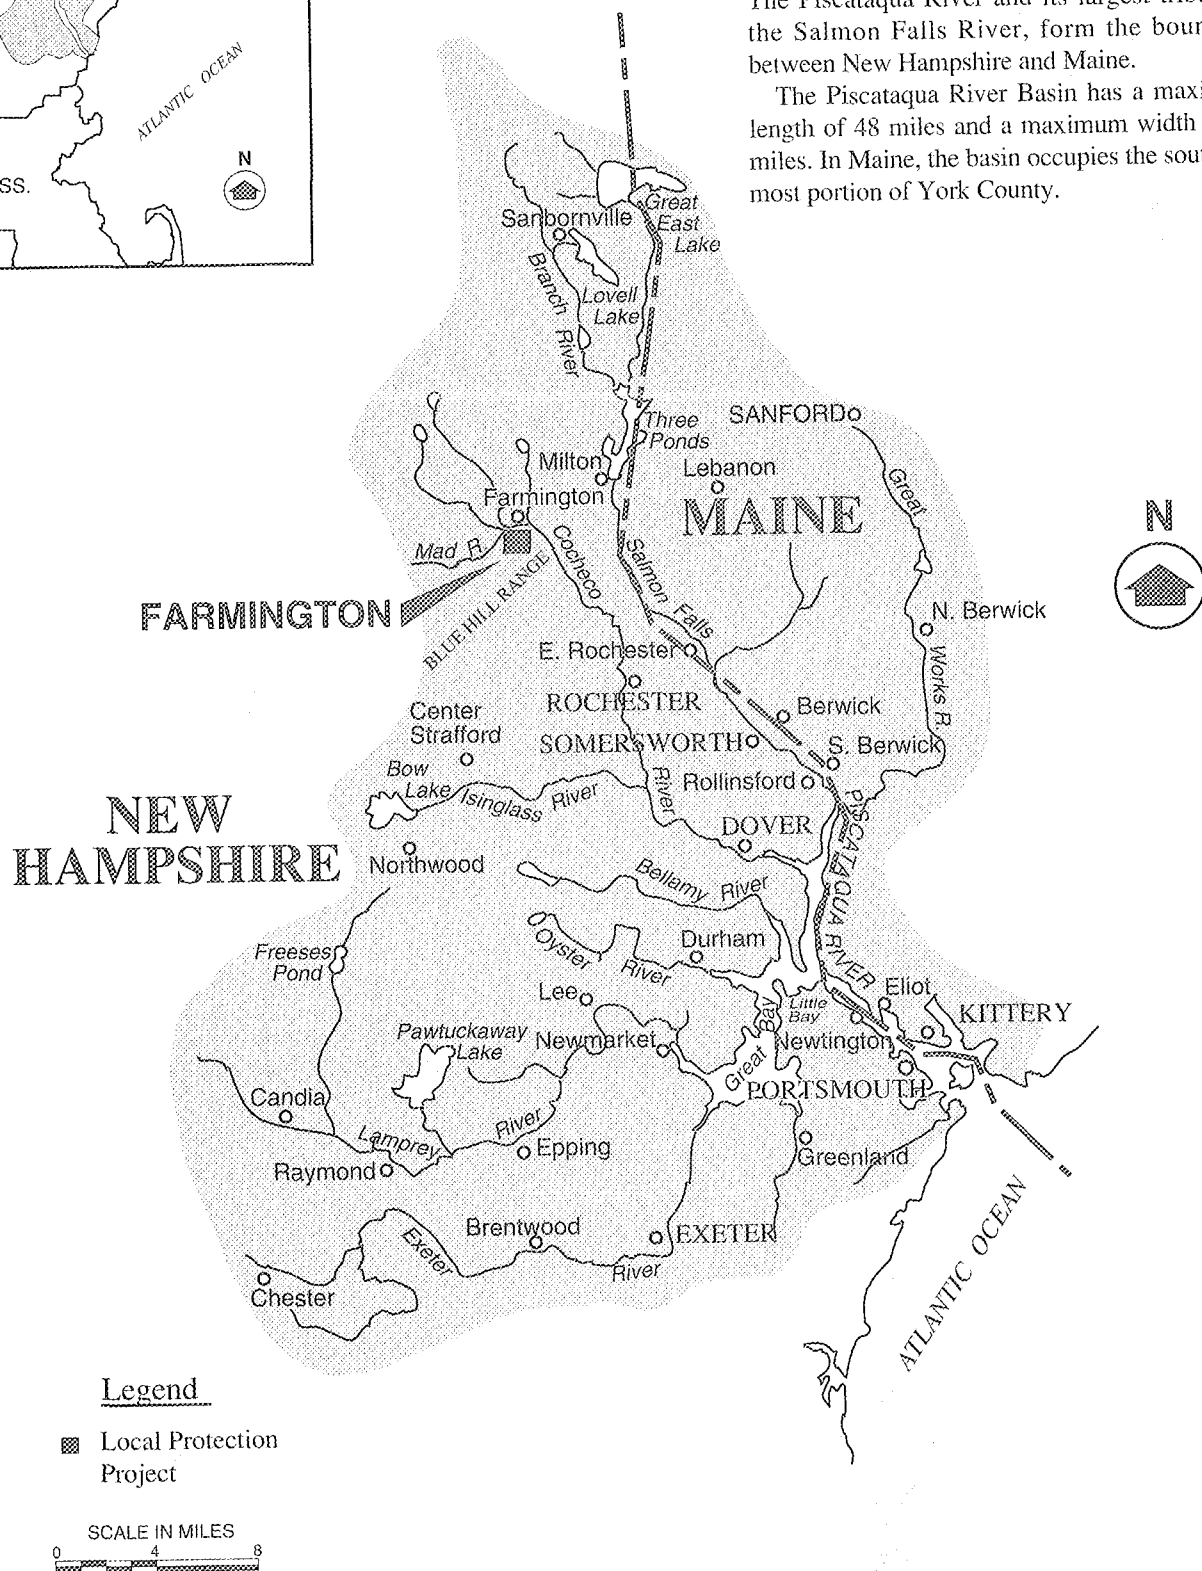 The Piscataqua River and its largest
the Salmon Falls River, form the
between New Hampshire and Maine.
The Piscataqua River Basin has a
length of 48 miles and a maximum width
miles. In Maine, the basin occupies the
most portion of York County.
ATLANTIC OCEAN
N
SS.
Great
East
Lake
Sanbornville
Branch
River
Lovell
Lake
Three
Ponds
SANFORD
Milton
Lebanon
Great
Farmington
MAINE
N
Mad R
Cocheco
Salmon
Falls
FARMINGTON
BLUE HILL RANGE
N. Berwick
E. Rochester
Works R.
ROCHESTER
Center
Strafford
Berwick
SOMERSWORTH
S. Berwick
Bow
Lake
Isinglass
River
River
Rollinsford
NEW
HAMPSHIRE
DOVER
PISCATAQUA RIVER
Northwood
Bellamy
River
Freeses
Pond
Oyster
River
Durham
Lee
Little
Bay
Eliot
KITTERY
Pawtuckaway
Lake
Newmarket
Great
Bay
Newtington
PORTSMOUTH
Candia
Lamprey
River
Raymond
Epping
Greenland
Brentwood
Exeter
River
EXETER
Chester
ATLANTIC OCEAN
Legend
Local Protection
Project
SCALE IN MILES
0 4 8